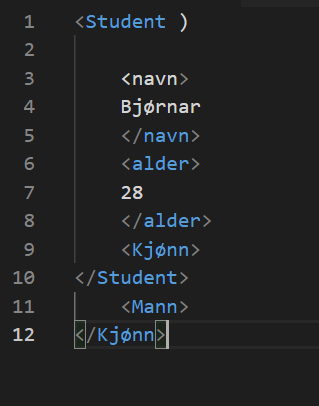 1 <Student )
2
3 <navn>
4 Bjørnar
5 </navn>
6 <alder>
7 28
8 </alder>
9 <Kjønn>
10 </Student>
11 <Mann>
12 </Kjønn>